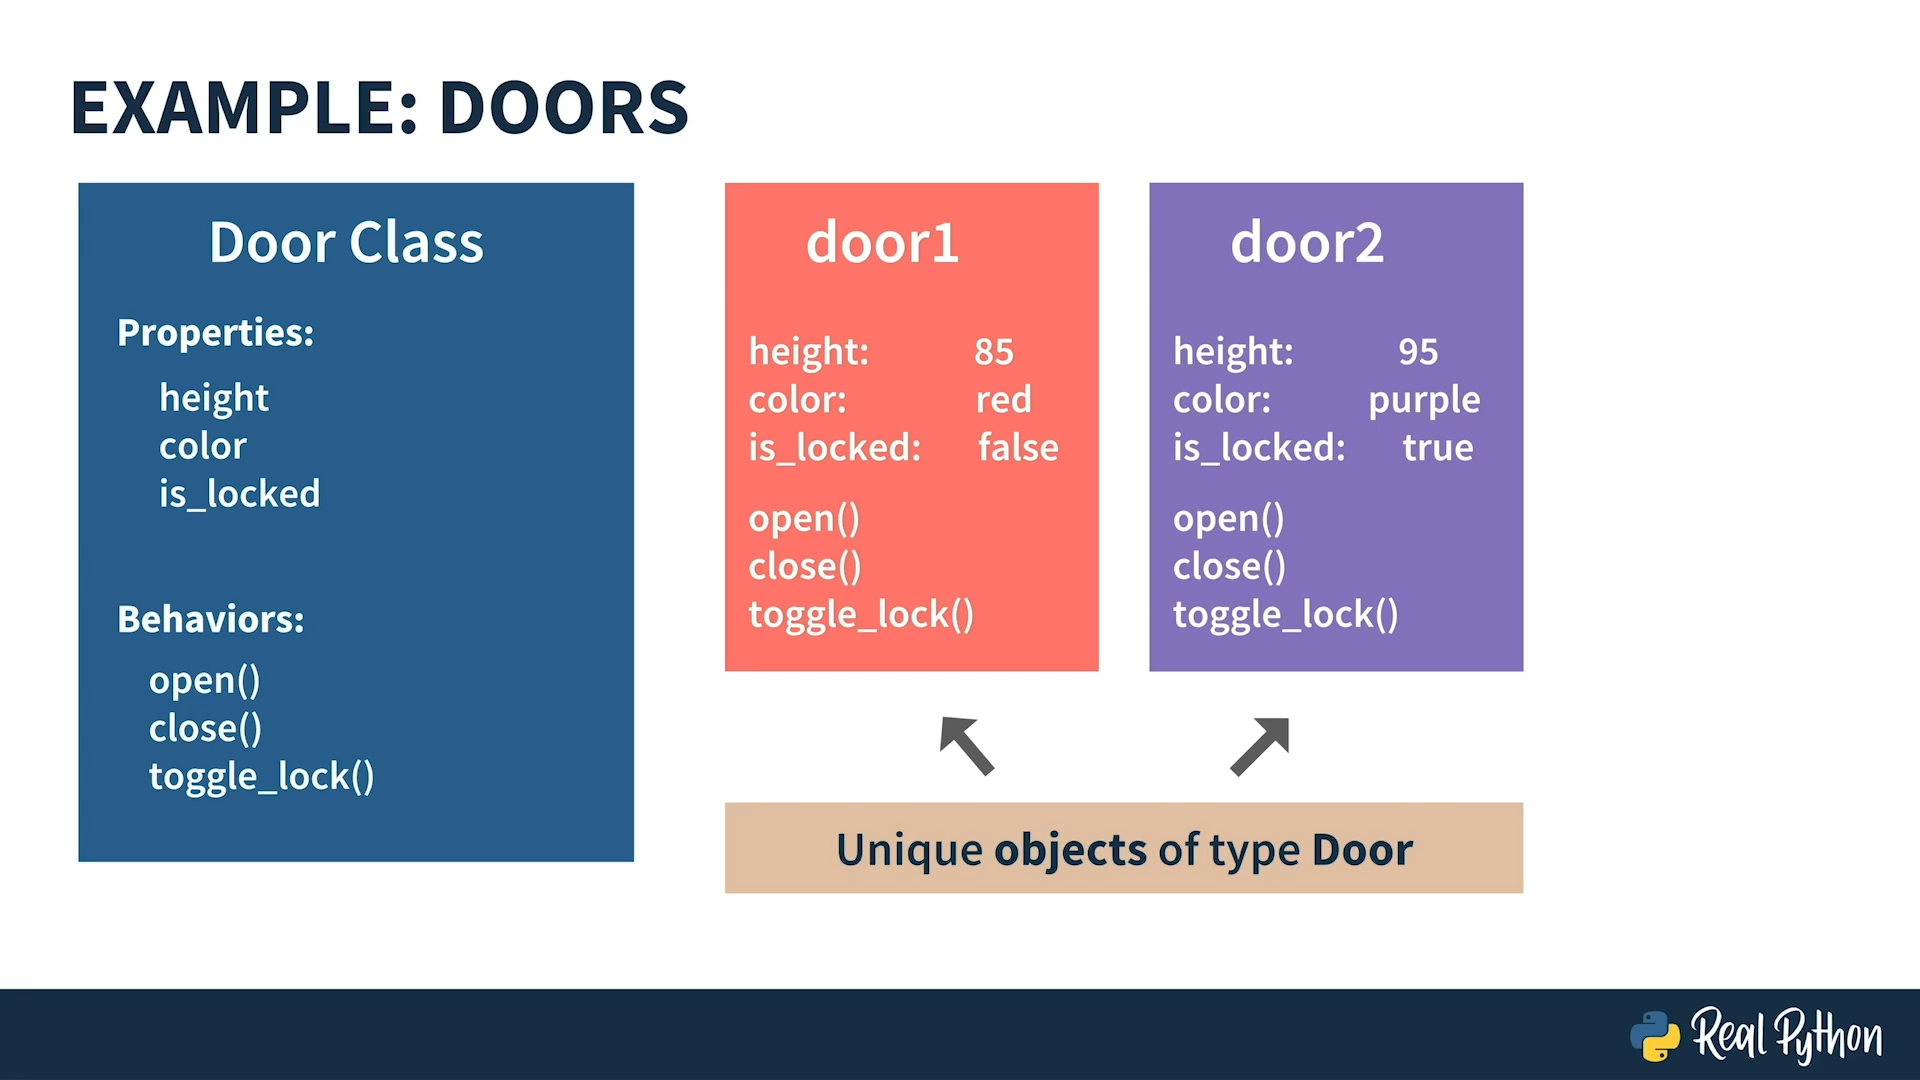 EXAMPLE: DOORS
Door Class
Properties:
height
color
is_locked
Behaviors:
open()
close()
toggle_lock()
door1
height: 85
color: red
is_locked: false
open()
close()
toggle_lock()
door2
height: 95
color: purple
is_locked: true
open()
close()
toggle_lock()
Unique objects of type Door
Real Python